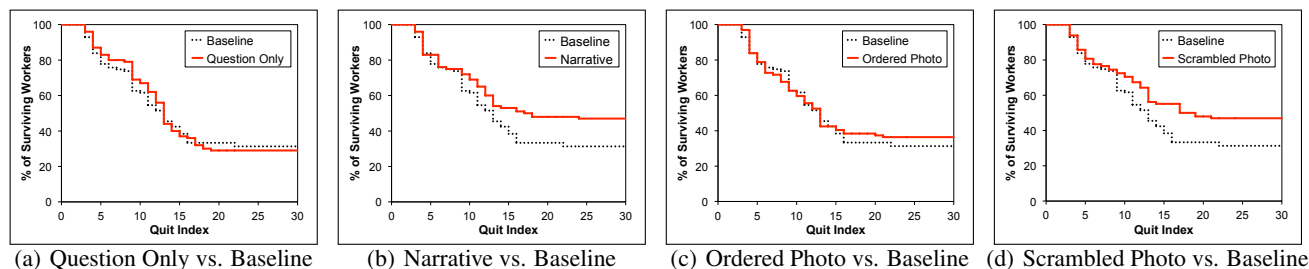 % of Surviving Workers
100
80
60
40
20
0
Baseline
Question Only
0 5 10 15 20 25 30
Quit Index
(a) Question Only vs. Baseline
% of Surviving Workers
100
80
60
40
20
0
Baseline
Narrative
0 5 10 15 20 25 30
Quit Index
(b) Narrative vs. Baseline
% of Surviving Workers
100
80
60
40
20
0
Baseline
Ordered Photo
0 5 10 15 20 25 30
Quit Index
(c) Ordered Photo vs. Baseline
% of Surviving Workers
100
80
60
40
20
0
Baseline
Scrambled Photo
0 5 10 15 20 25 30
Quit Index
(d) Scrambled Photo vs. Baseline